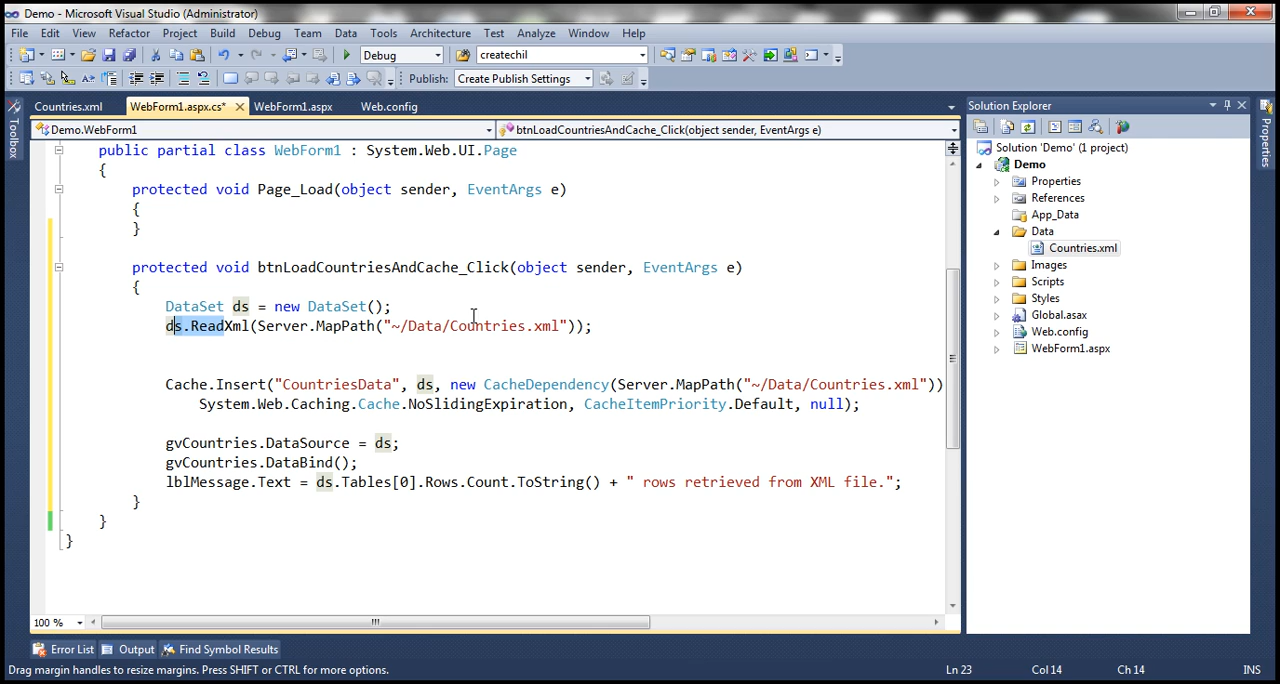 Demo - Microsoft Visual Studio (Administrator)
File Edit View Refactor Project Build Debug Team Data Tools Architecture Test Analyze Window Help
Debug createchil
Publish: Create Publish Settings
Toolbox
Countries.xml WebForm1.aspx.cs* WebForm1.aspx Web.config
Demo.WebForm1 btnLoadCountriesAndCache_Click(object sender, EventArgs e)
public partial class WebForm1 : System.Web.UI.Page
{
protected void Page_Load(object sender, EventArgs e)
{
}
protected void btnLoadCountriesAndCache_Click(object sender, EventArgs e)
{
DataSet ds = new DataSet();
ds.ReadXml(Server.MapPath("~/Data/Countries.xml"));
Cache.Insert("CountriesData", ds, new CacheDependency(Server.MapPath("~/Data/Countries.xml"))
System.Web.Caching.Cache.NoSlidingExpiration, CacheItemPriority.Default, null);
gvCountries.DataSource = ds;
gvCountries.DataBind();
lblMessage.Text = ds.Tables[0].Rows.Count.ToString() + " rows retrieved from XML file.";
}
}
}
100 %
Solution Explorer
Solution 'Demo' (1 project)
Demo
Properties
References
App_Data
Data
Countries.xml
Images
Scripts
Styles
Global.asax
Web.config
WebForm1.aspx
Properties
Error List Output Find Symbol Results
Drag margin handles to resize margins. Press SHIFT or CTRL for more options. Ln 23 Col 14 Ch 14 INS